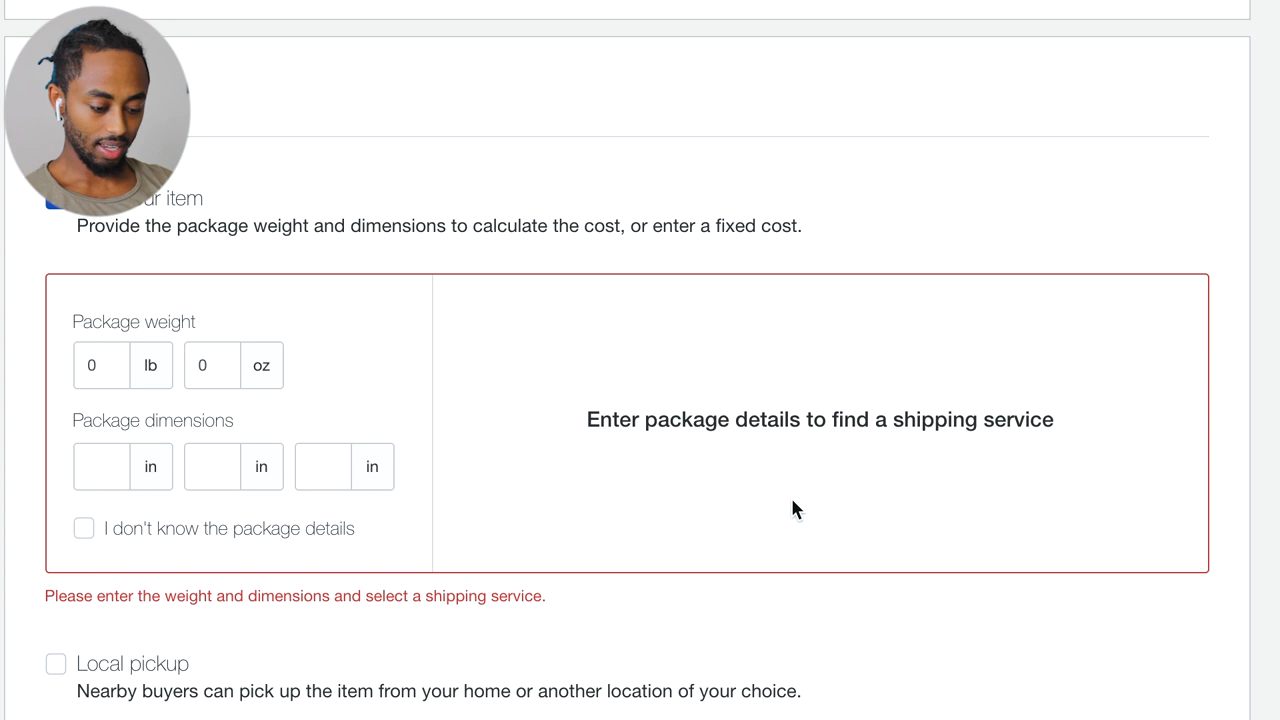 item
Provide the package weight and dimensions to calculate the cost, or enter a fixed cost.
Package weight
0 lb 0 oz
Package dimensions
in in in
I don't know the package details
Enter package details to find a shipping service
Please enter the weight and dimensions and select a shipping service.
Local pickup
Nearby buyers can pick up the item from your home or another location of your choice.